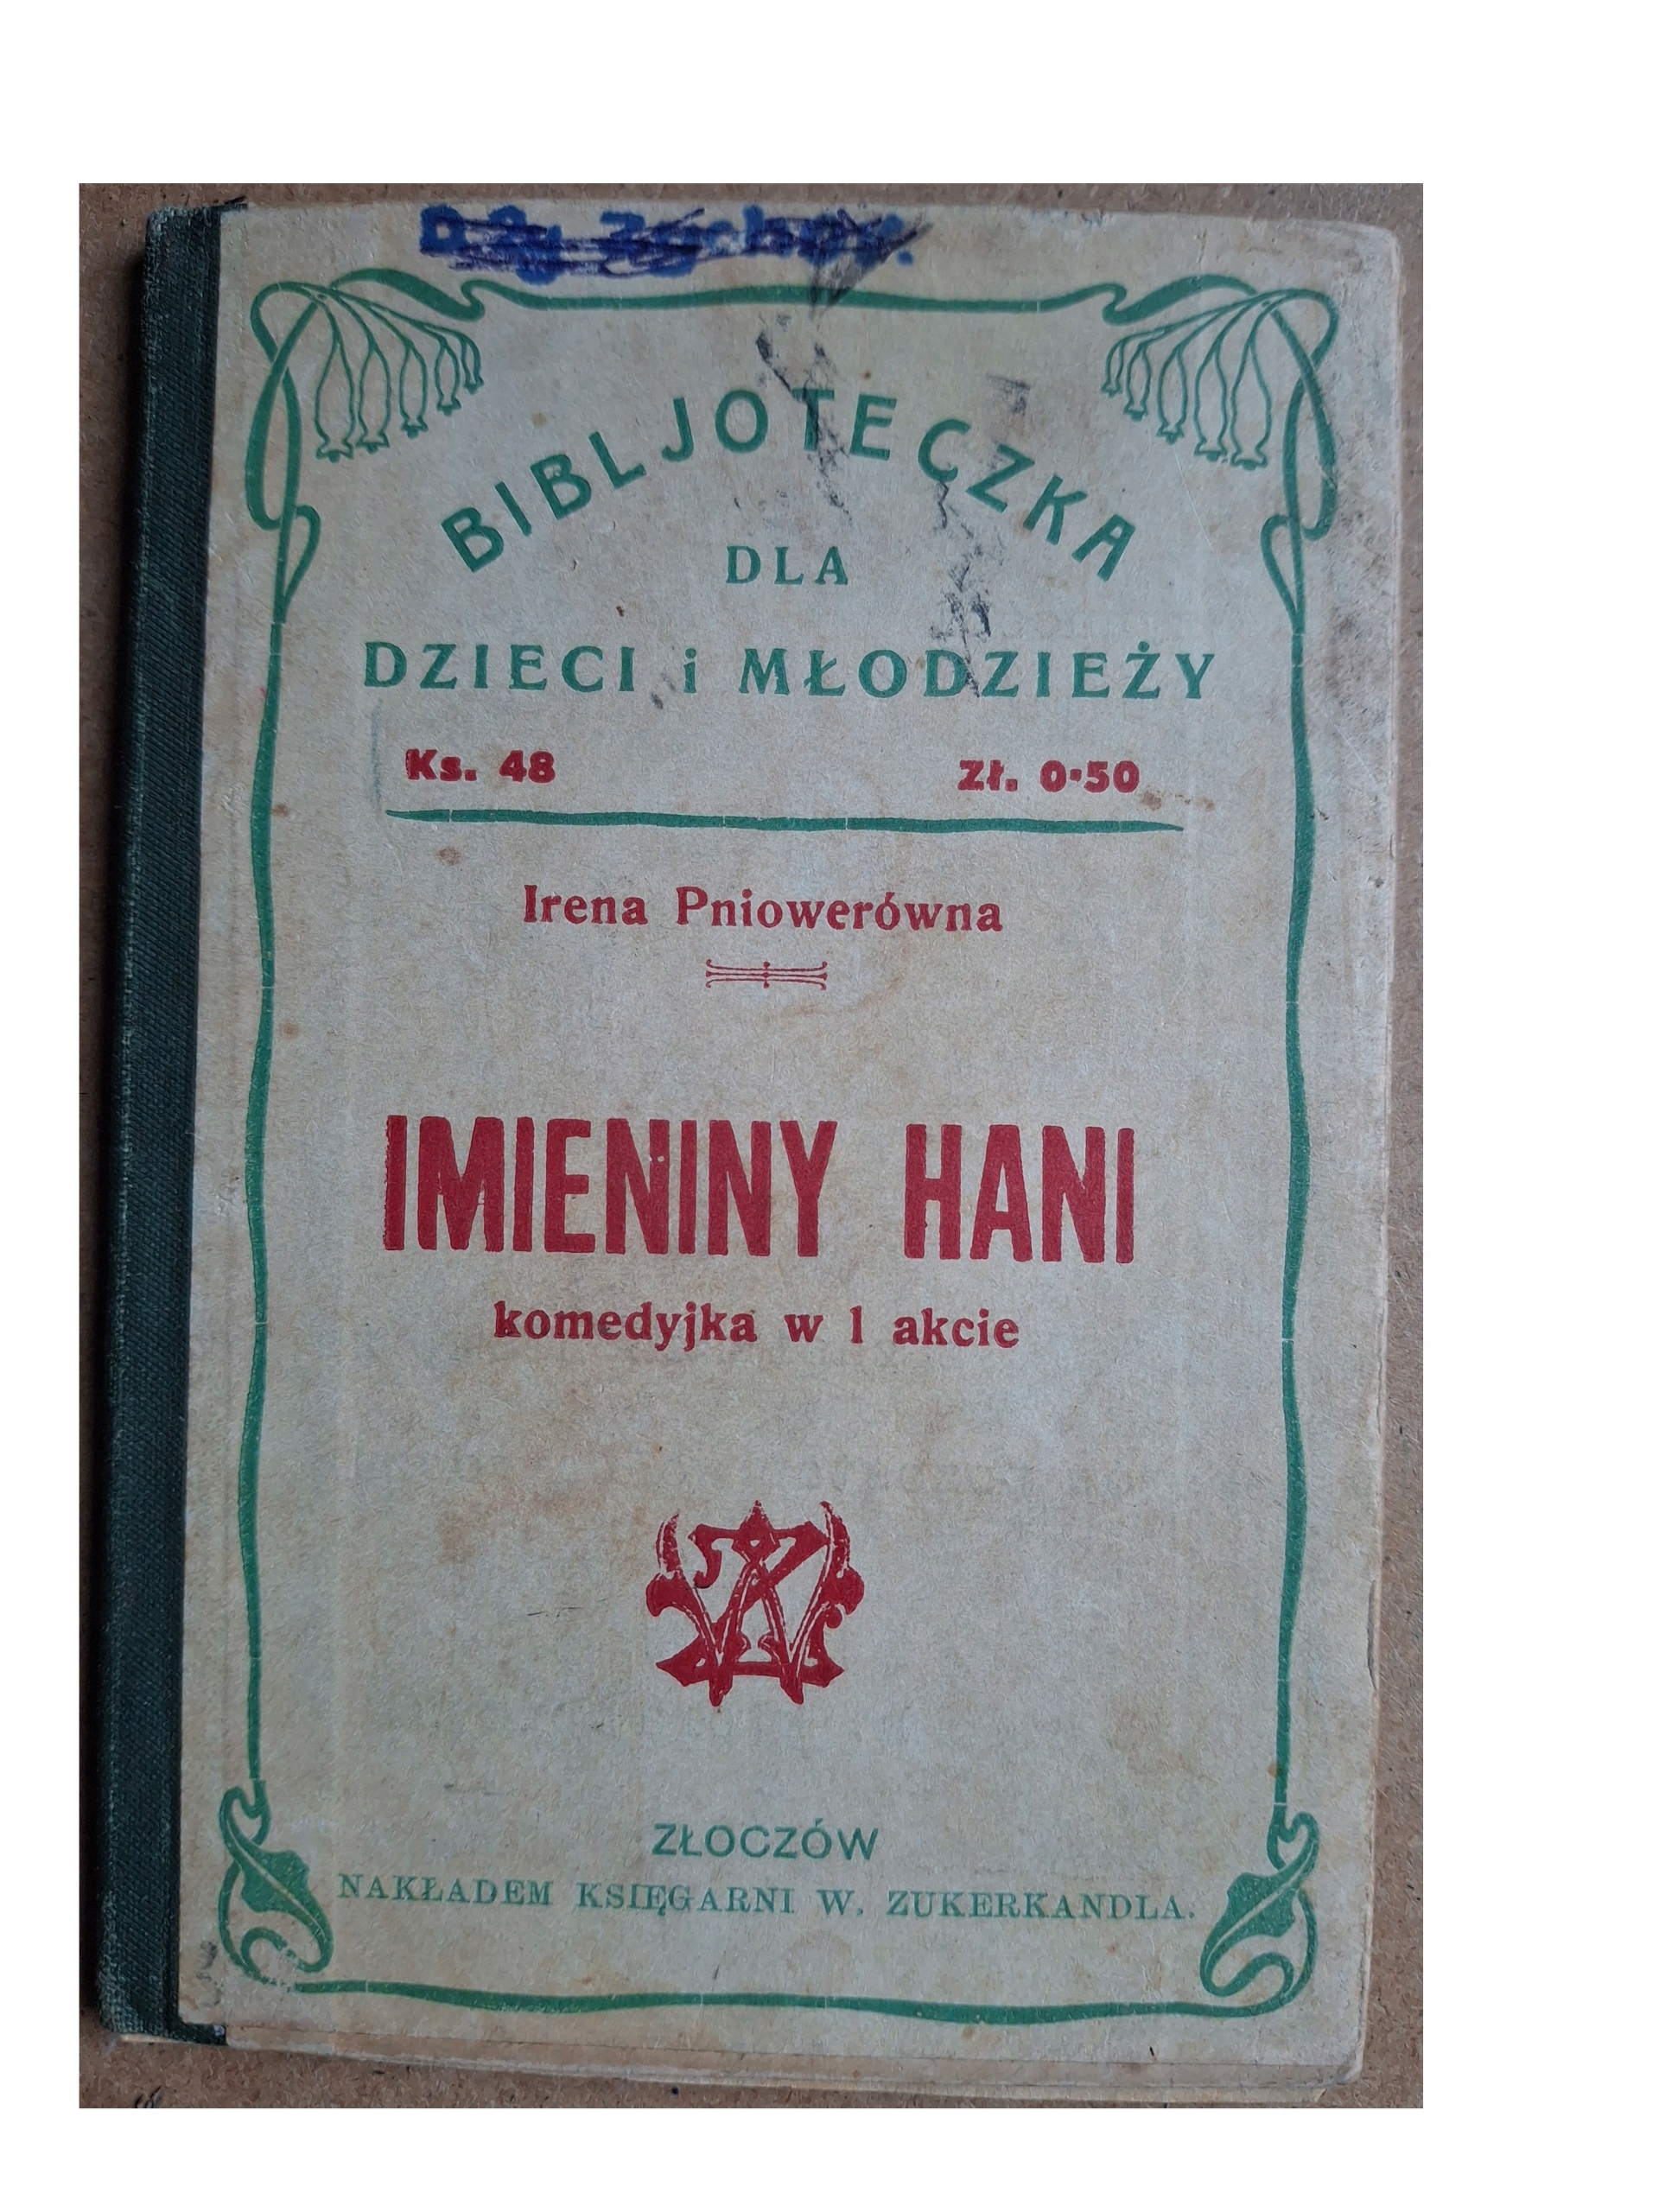 BIBLJOTECZKA
DLA
DZIECI i MŁODZIEŻY
Ks. 48 Zł. 0·50
Irena Pniowerówna
IMIENINY HANI
komedyjka w 1 akcie
WZ
ZŁOCZÓW
NAKŁADEM KSIĘGARNI W. ZUKERKANDLA.